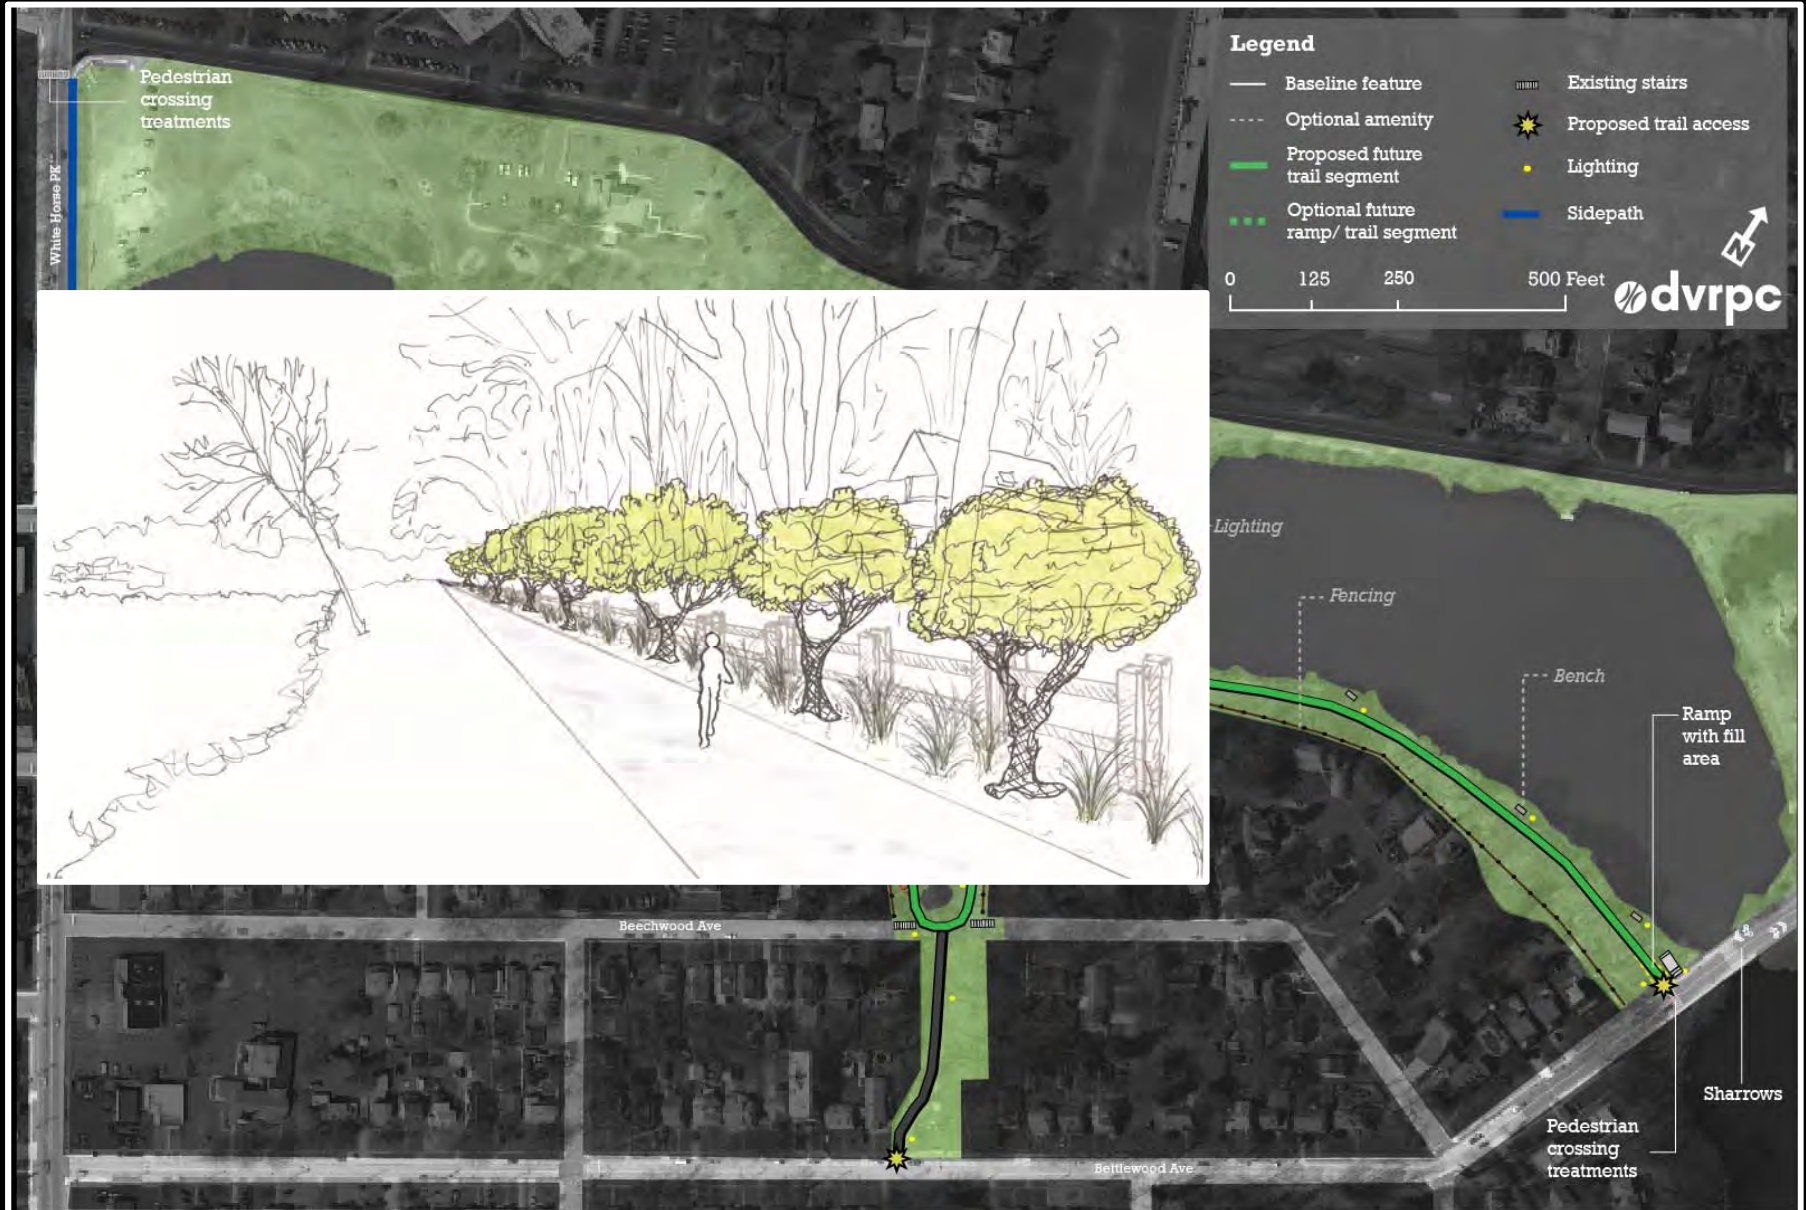 Pedestrian
crossing
treatments
White Horse PK
Legend
Baseline feature
Optional amenity
Proposed future
trail segment
Optional future
ramp/ trail segment
Existing stairs
Proposed trail access
Lighting
Sidepath
N
0 125 250 500 Feet
dvrpc
Lighting
Fencing
Bench
Ramp
with fill
area
Beechwood Ave
Sharrows
Pedestrian
crossing
treatments
Bettlewood Ave